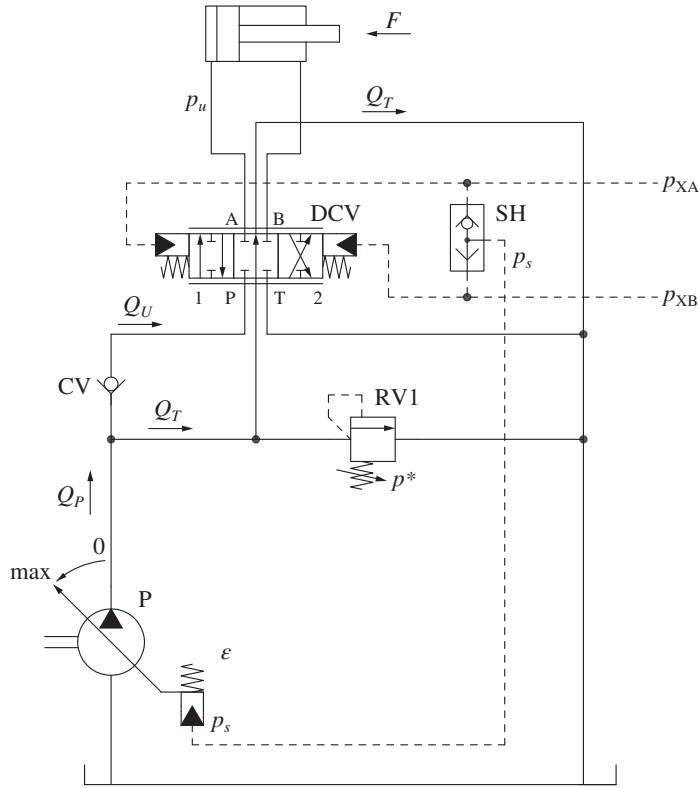 F
p_u
Q_T
p_XA
A B DCV
SH
p_s
1 P T 2
p_XB
Q_U
CV
Q_T
RV1
p*
Q_P
0
max
P
ε
p_s